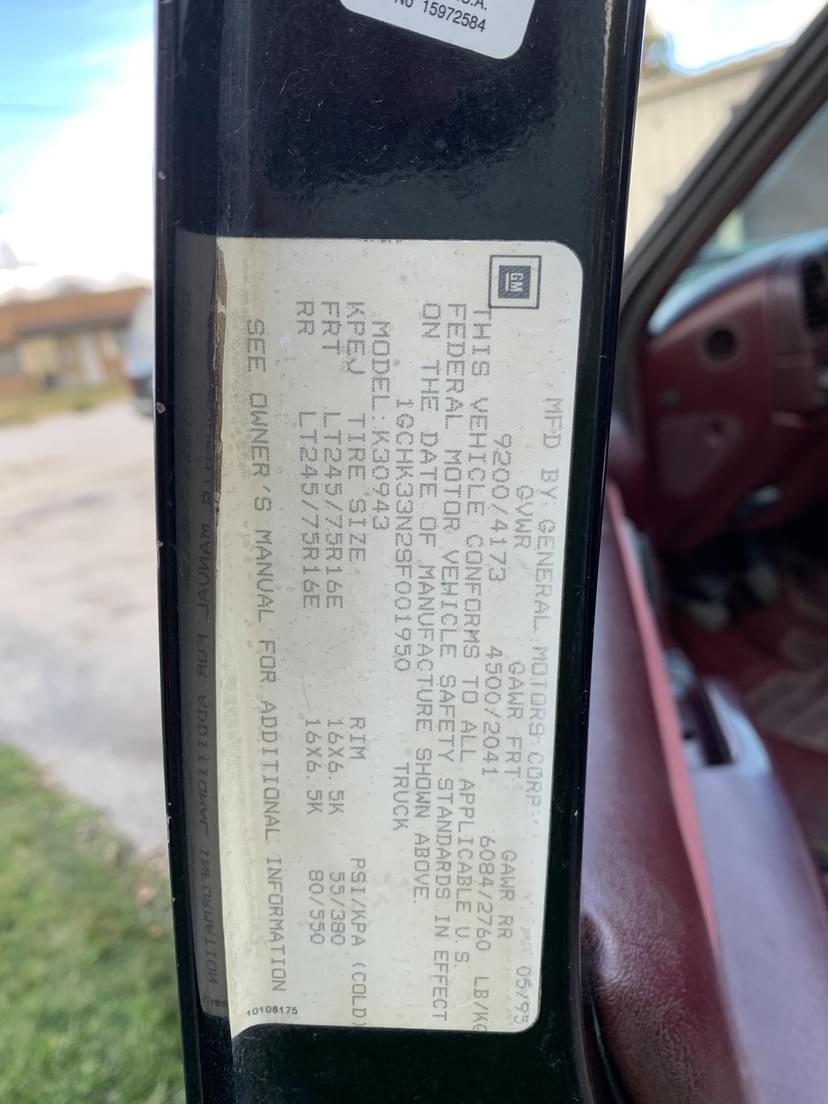 .A.
No 15972584
GM
MFD BY GENERAL MOTORS CORP. 05/95
GVWR GAWR FRT GAWR RR
9200/4173 4500/2041 6084/2760 LB/KG
THIS VEHICLE CONFORMS TO ALL APPLICABLE U.S.
FEDERAL MOTOR VEHICLE SAFETY STANDARDS IN EFFECT
ON THE DATE OF MANUFACTURE SHOWN ABOVE.
1GCHK33N2SF001950 TRUCK
MODEL:K30943
KPEJ TIRE SIZE RIM PSI/KPA (COLD)
FRT LT245/75R16E 16X6.5K 55/380
RR LT245/75R16E 16X6.5K 80/550
SEE OWNER'S MANUAL FOR ADDITIONAL INFORMATION
10108175